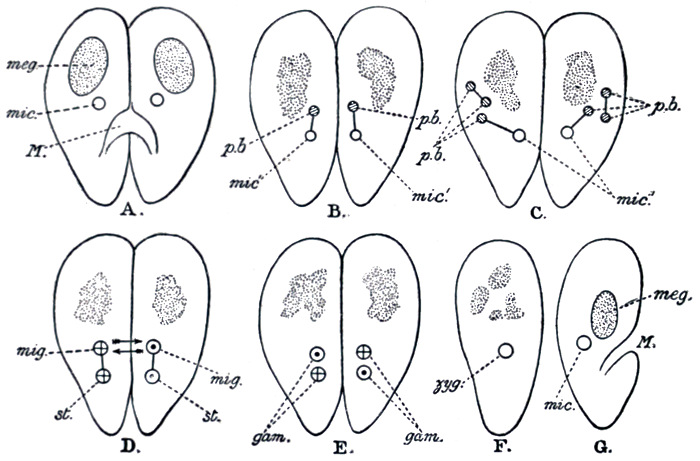 meg.
mic.
M.
A.
p.b
p.b.
mic"
mic'
B.
p.b.
p.b.
mic"
C.
mig.
mig.
st.
st.
D.
gam.
gam.
E.
zyg.
F.
meg.
M.
mic.
G.